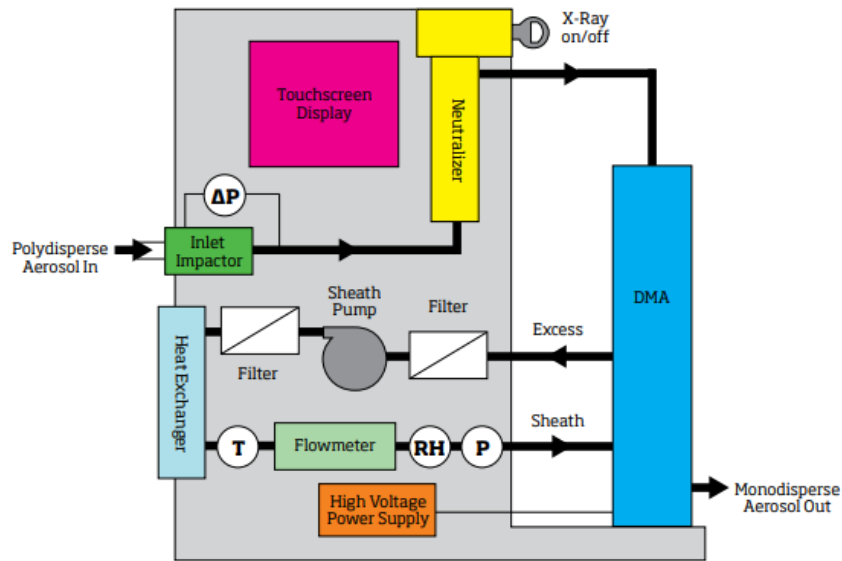 X-Ray
on/off
Touchscreen
Display
Neutralizer
ΔP
Polydisperse
Aerosol In
Inlet
Impactor
DMA
Sheath
Pump
Filter
Excess
Heat Exchanger
Filter
Sheath
T
Flowmeter
RH
P
High Voltage
Power Supply
Monodisperse
Aerosol Out